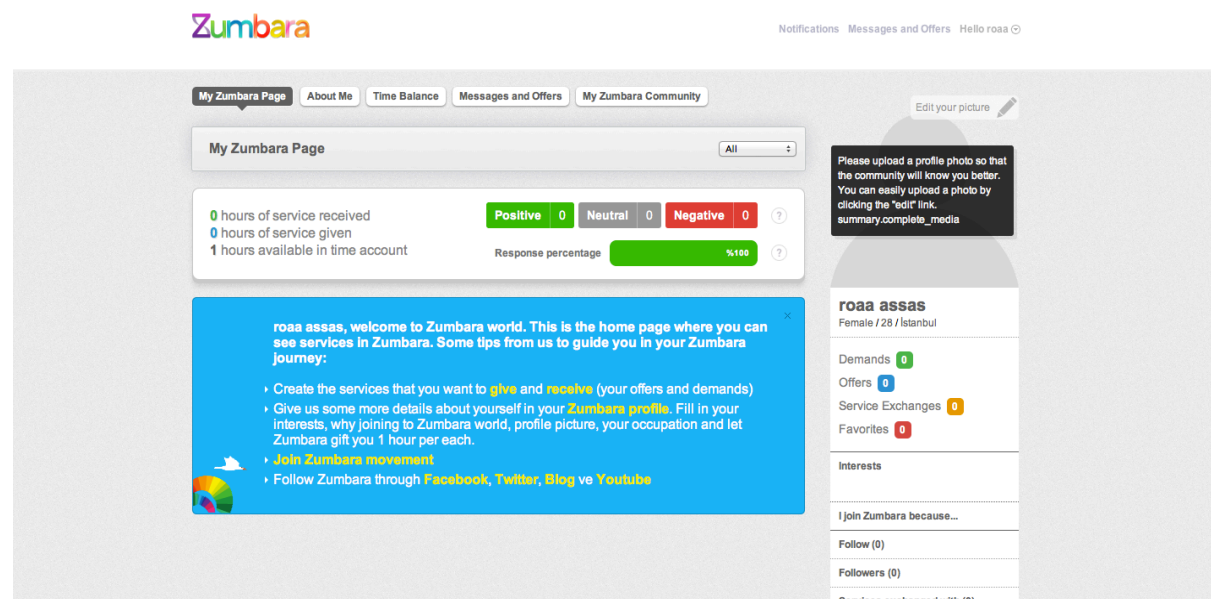 Zumbara
Notifications Messages and Offers Hello roaa
My Zumbara Page About Me Time Balance Messages and Offers My Zumbara Community
Edit your picture
My Zumbara Page All
Please upload a profile photo so that
the community will know you better.
You can easily upload a photo by
clicking the "edit" link.
summary.complete_media
0 hours of service received
0 hours of service given
1 hours available in time account
Positive 0 Neutral 0 Negative 0 ?
Response percentage %100 ?
roaa assas, welcome to Zumbara world. This is the home page where you can
see services in Zumbara. Some tips from us to guide you in your Zumbara
journey:
Create the services that you want to give and receive (your offers and demands)
Give us some more details about yourself in your Zumbara profile. Fill in your
interests, why joining to Zumbara world, profile picture, your occupation and let
Zumbara gift you 1 hour per each.
Join Zumbara movement
Follow Zumbara through Facebook, Twitter, Blog ve Youtube
roaa assas
Female / 28 / İstanbul
Demands 0
Offers 0
Service Exchanges 0
Favorites 0
Interests
I join Zumbara because...
Follow (0)
Followers (0)